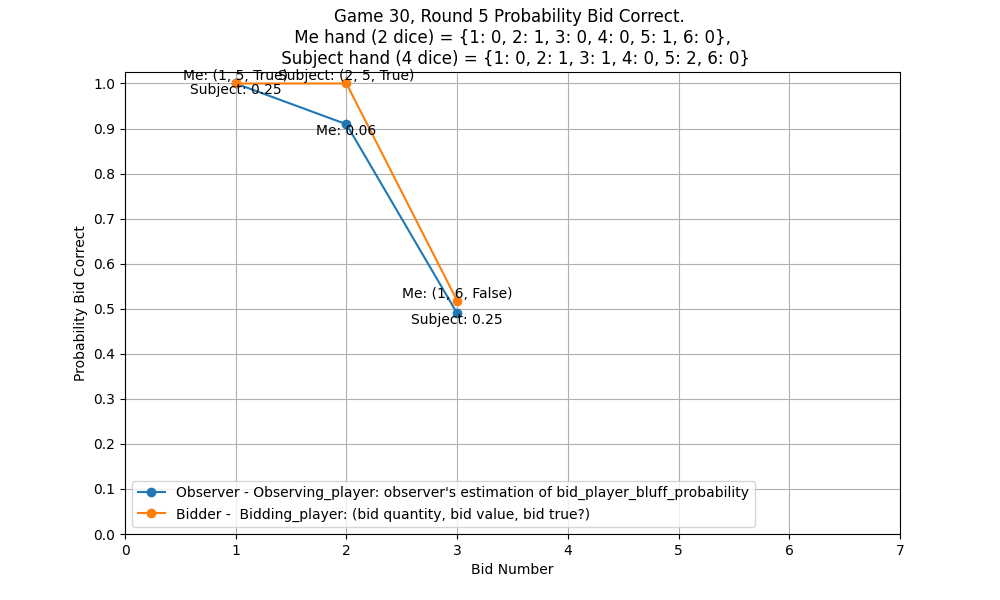 Game 30, Round 5 Probability Bid Correct.
Me hand (2 dice) = {1: 0, 2: 1, 3: 0, 4: 0, 5: 1, 6: 0},
Subject hand (4 dice) = {1: 0, 2: 1, 3: 1, 4: 0, 5: 2, 6: 0}
Me: (1, 5, True)
Subject: (2, 5, True)
Subject: 0.25
Me: 0.06
Me: (1, 6, False)
Subject: 0.25
Probability Bid Correct
1.0
0.9
0.8
0.7
0.6
0.5
0.4
0.3
0.2
0.1
0.0
Observer - Observing_player: observer's estimation of bid_player_bluff_probability
Bidder -  Bidding_player: (bid quantity, bid value, bid true?)
0 1 2 3 4 5 6 7
Bid Number